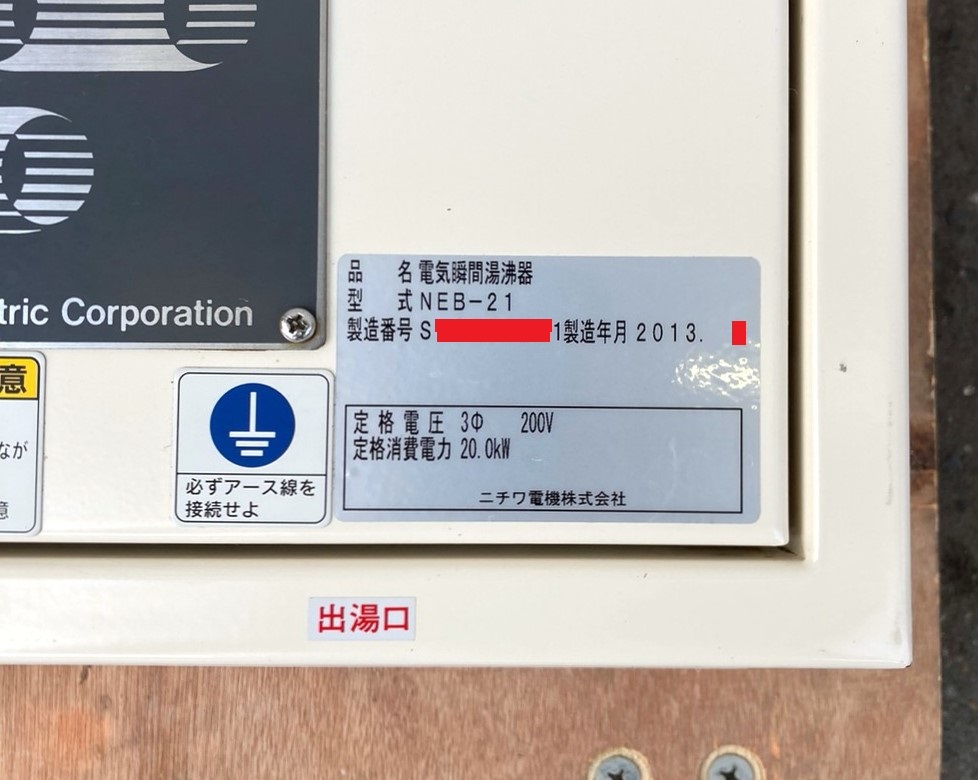 tric Corporation
品 名 電気瞬間湯沸器
型 式 NEB-21
製造番号 S 1製造年月 2013.
定格電圧 3Φ 200V
定格消費電力 20.0kW
ニチワ電機株式会社
意
なが
意
必ずアース線を
接続せよ
出湯口